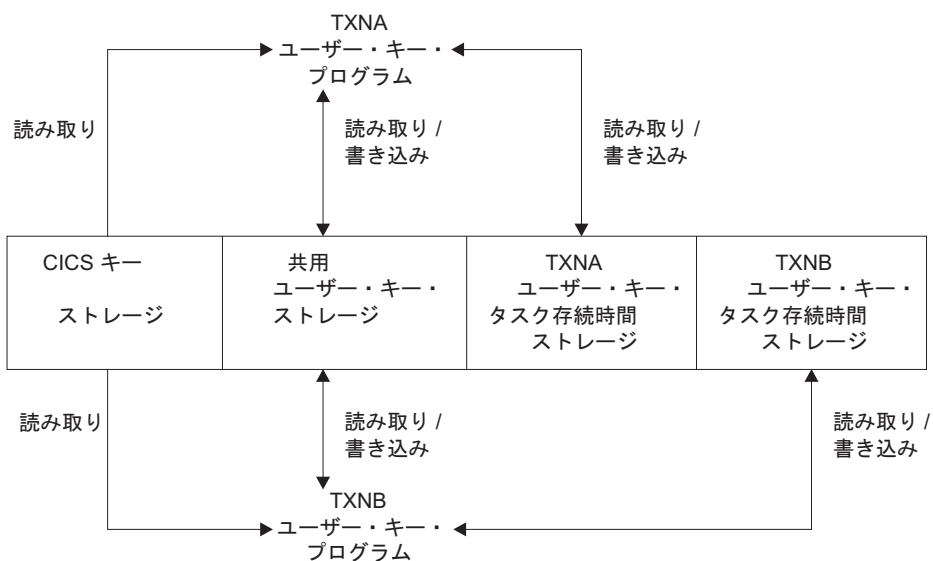 TXNA
ユーザー・キー・
プログラム
読み取り
読み取り /
書き込み
読み取り /
書き込み
CICS キー
ストレージ
共用
ユーザー・キー・
ストレージ
TXNA
ユーザー・キー・
タスク存続時間
ストレージ
TXNB
ユーザー・キー・
タスク存続時間
ストレージ
読み取り
読み取り /
書き込み
読み取り /
書き込み
TXNB
ユーザー・キー・
プログラム